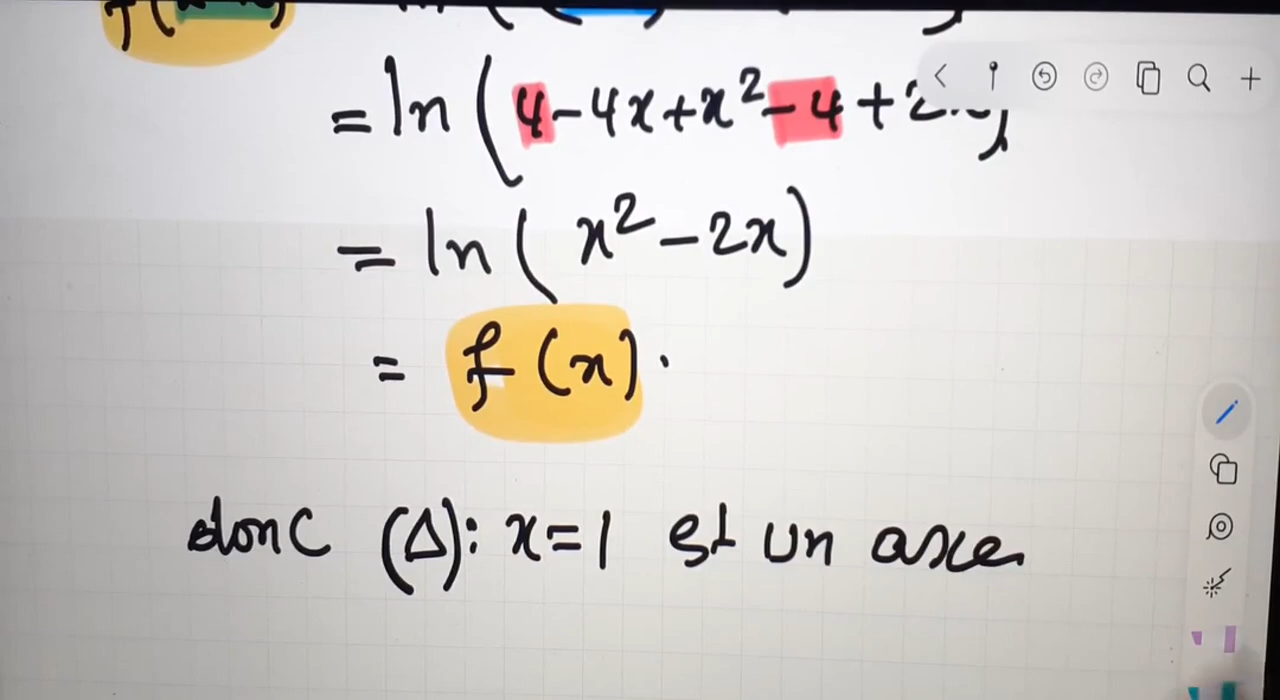 = ln ( 4 - 4x + x² - 4 +
= ln ( x² - 2x )
= f (x).
donc (Δ): x = 1 est un axe